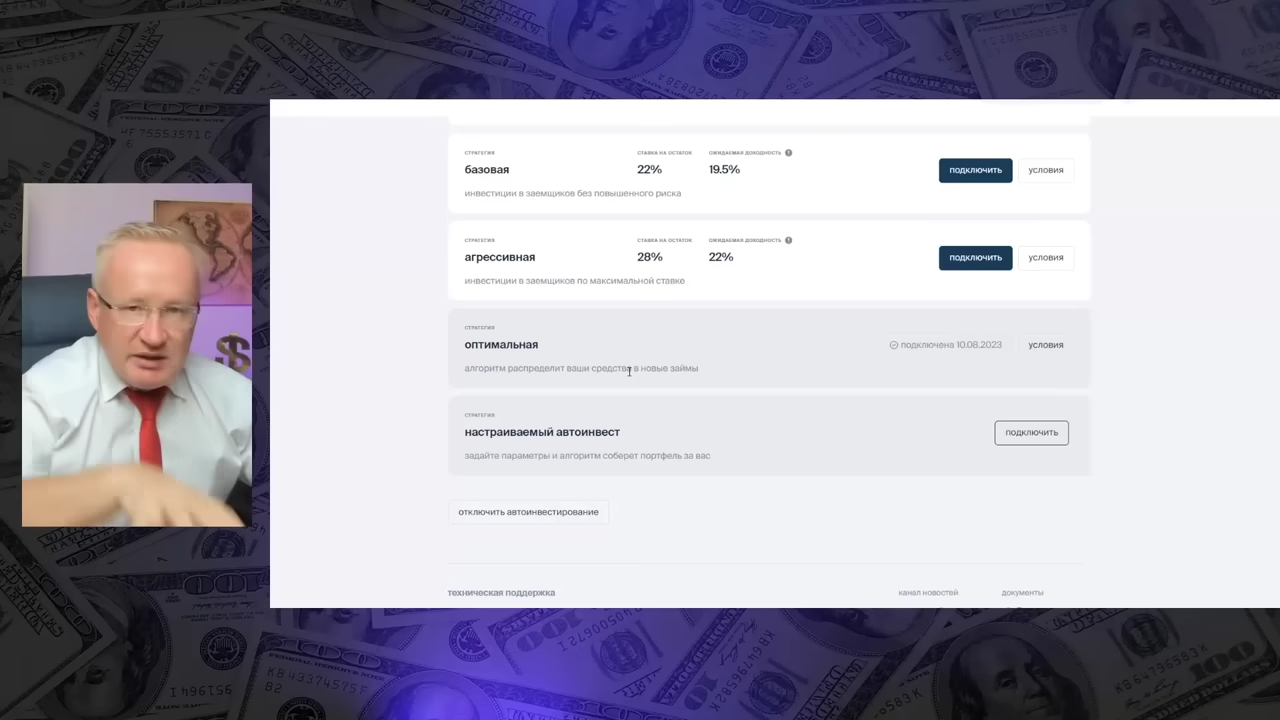 СТРАТЕГИЯ
базовая
СТАВКА НА ОСТАТОК
22%
ОЖИДАЕМАЯ ДОХОДНОСТЬ
19.5%
инвестиции в заемщиков без повышенного риска
подключить
условия
СТРАТЕГИЯ
агрессивная
СТАВКА НА ОСТАТОК
28%
ОЖИДАЕМАЯ ДОХОДНОСТЬ
22%
инвестиции в заемщиков по максимальной ставке
подключить
условия
СТРАТЕГИЯ
оптимальная
алгоритм распределит ваши средства в новые займы
подключена 10.08.2023
условия
СТРАТЕГИЯ
настраиваемый автоинвест
задайте параметры и алгоритм соберет портфель за вас
подключить
отключить автоинвестирование
техническая поддержка
канал новостей
документы